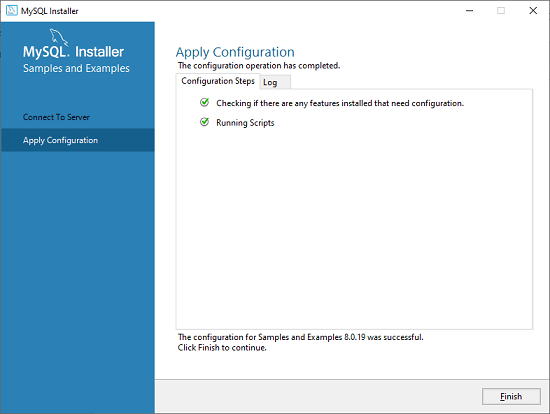 MySQL Installer
MySQL. Installer
Samples and Examples
Connect To Server
Apply Configuration
Apply Configuration
The configuration operation has completed.
Configuration Steps Log
Checking if there are any features installed that need configuration.
Running Scripts
The configuration for Samples and Examples 8.0.19 was successful.
Click Finish to continue.
Finish